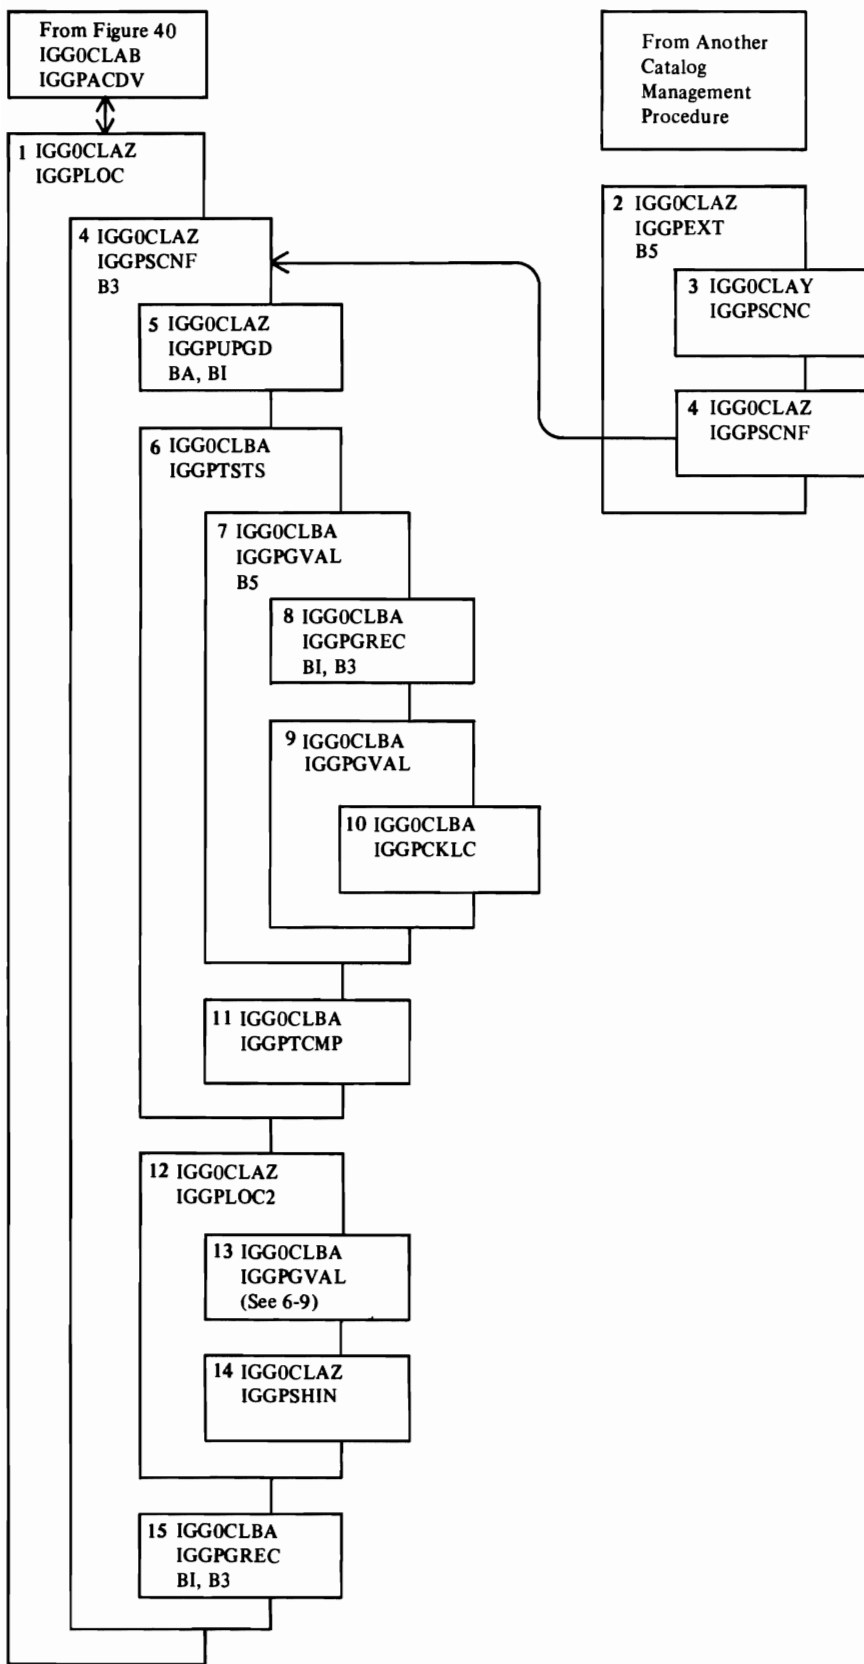 From Figure 40
IGG0CLAB
IGGPACDV
From Another
Catalog
Management
Procedure
1 IGG0CLAZ
IGGPLOC
2 IGG0CLAZ
IGGPEXT
B5
3 IGG0CLAY
IGGPSCNC
4 IGG0CLAZ
IGGPSCNF
4 IGG0CLAZ
IGGPSCNF
B3
5 IGG0CLAZ
IGGPUPGD
BA, BI
6 IGG0CLBA
IGGPTSTS
7 IGG0CLBA
IGGPGVAL
B5
8 IGG0CLBA
IGGPGREC
BI, B3
9 IGG0CLBA
IGGPGVAL
10 IGG0CLBA
IGGPCKLC
11 IGG0CLBA
IGGPTCMP
12 IGG0CLAZ
IGGPLOC2
13 IGG0CLBA
IGGPGVAL
(See 6-9)
14 IGG0CLAZ
IGGPSHIN
15 IGG0CLBA
IGGPGREC
BI, B3